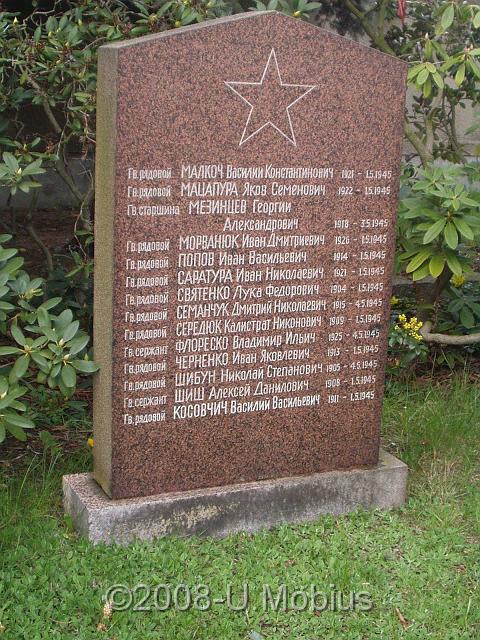 Гв.рядовой МАЛКОЧ Василий Константинович 1921 - 1.5.1945
Гв.рядовой МАЦАПУРА Яков Семенович 1922 - 1.5.1945
Гв.старшина МЕЗИНЦЕВ Георгий
Александрович 1918 - 3.5.1945
Гв.рядовой МОРВАНЮК Иван Дмитриевич 1926 - 1.5.1945
Гв.рядовой ПОПОВ Иван Васильевич 1914 - 1.5.1945
Гв.рядовой САРАТУРА Иван Николаевич 1921 - 1.5.1945
Гв.рядовой СВЯТЕНКО Лука Федорович 1904 - 1.5.1945
Гв.рядовой СЕМАНЧУК Дмитрий Николаевич 1915 - 4.5.1945
Гв.рядовой СЕРЕДЮК Калистрат Никонович 1909 - 1.5.1945
Гв.сержант ФЛОРЕСКО Владимир Ильич 1925 - 4.5.1945
Гв.рядовой ЧЕРНЕНКО Иван Яковлевич 1913 - 1.5.1945
Гв.рядовой ШИБУН Николай Степанович 1905 - 4.5.1945
Гв.сержант ШИШ Алексей Данилович 1908 - 1.5.1945
Гв.рядовой КОСОВЧИЧ Василий Васильевич 1911 - 1.5.1945
©2008-U Möbius